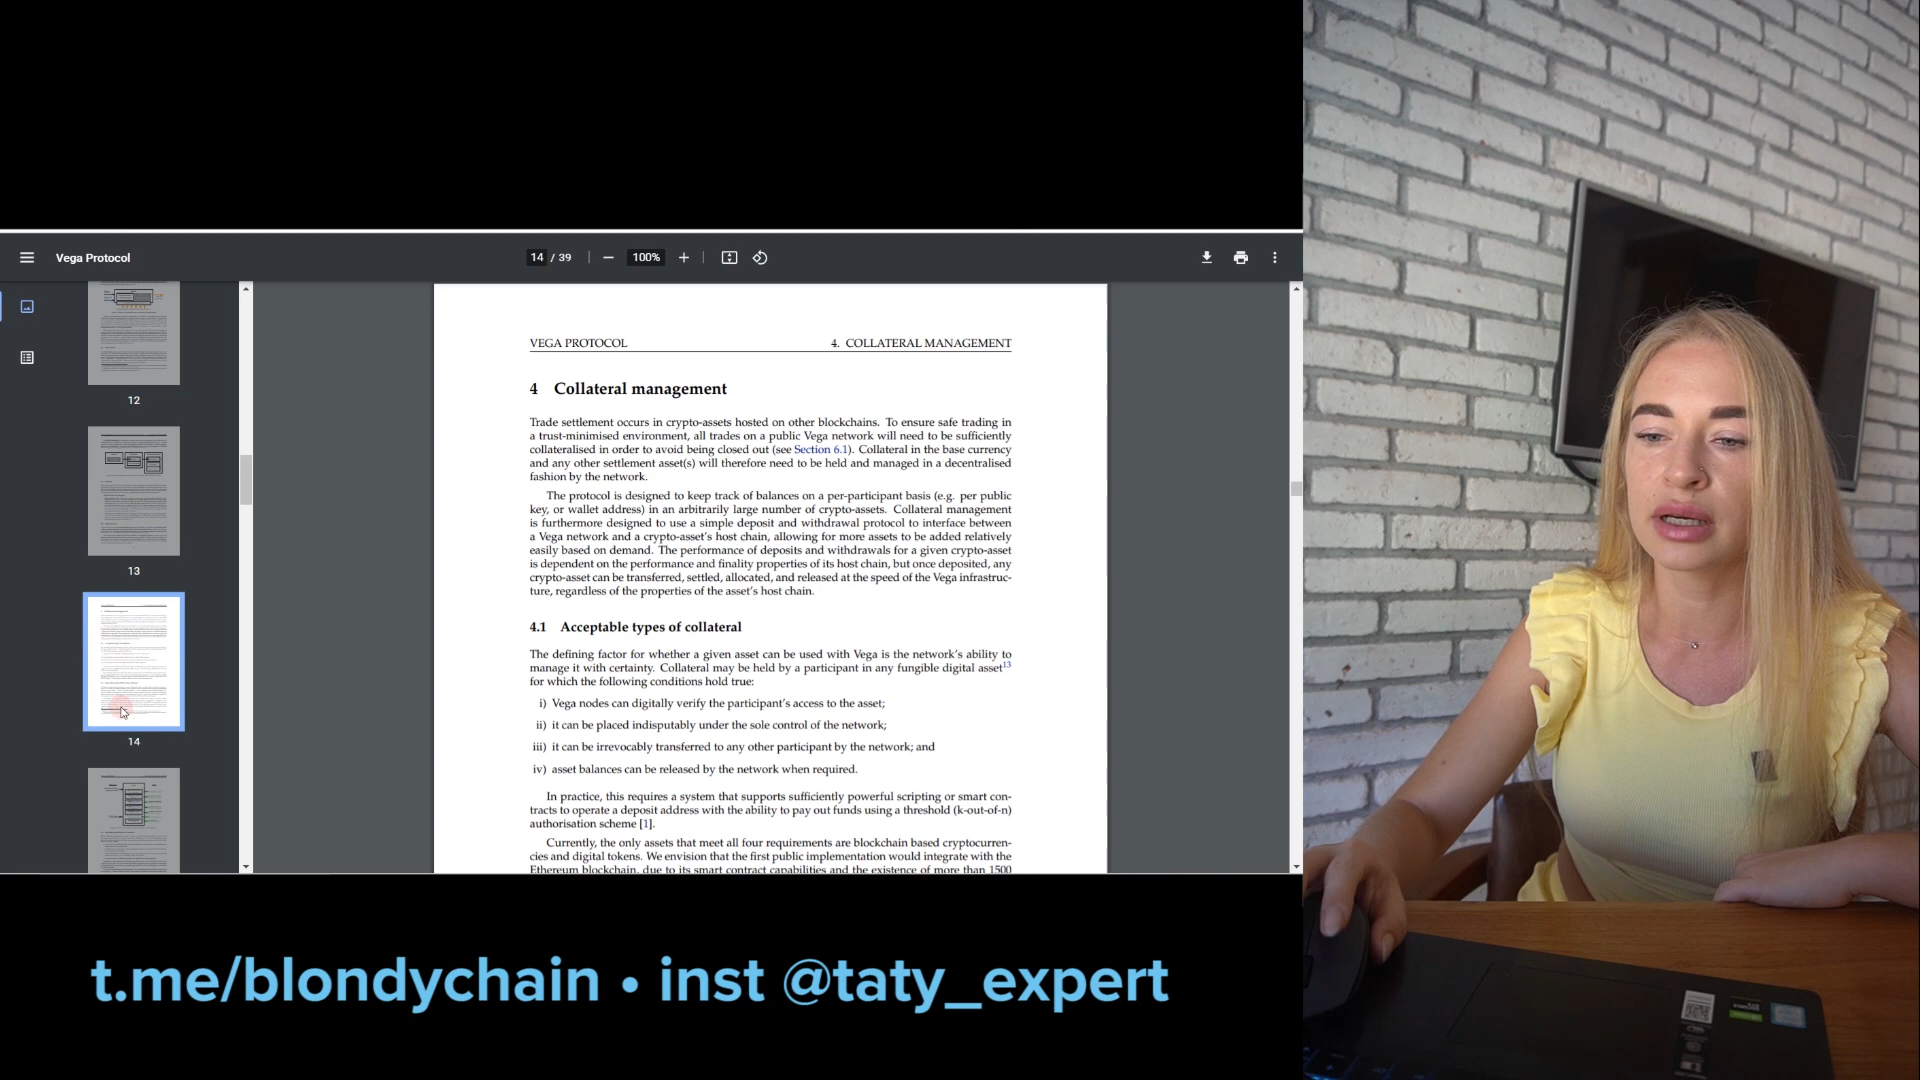 Vega Protocol
14 / 39
100%
12
13
14
VEGA PROTOCOL
4. COLLATERAL MANAGEMENT
4 Collateral management
Trade settlement occurs in crypto-assets hosted on other blockchains. To ensure safe trading in
a trust-minimised environment, all trades on a public Vega network will need to be sufficiently
collateralised in order to avoid being closed out (see Section 6.1). Collateral in the base currency
and any other settlement asset(s) will therefore need to be held and managed in a decentralised
fashion by the network.
The protocol is designed to keep track of balances on a per-participant basis (e.g. per public
key, or wallet address) in an arbitrarily large number of crypto-assets. Collateral management
is furthermore designed to use a simple deposit and withdrawal protocol to interface between
a Vega network and a crypto-asset's host chain, allowing for more assets to be added relatively
easily based on demand. The performance of deposits and withdrawals for a given crypto-asset
is dependent on the performance and finality properties of its host chain, but once deposited, any
crypto-asset can be transferred, settled, allocated, and released at the speed of the Vega infrastruc-
ture, regardless of the properties of the asset's host chain.
4.1 Acceptable types of collateral
The defining factor for whether a given asset can be used with Vega is the network's ability to
manage it with certainty. Collateral may be held by a participant in any fungible digital asset13
for which the following conditions hold true:
i) Vega nodes can digitally verify the participant's access to the asset;
ii) it can be placed indisputably under the sole control of the network;
iii) it can be irrevocably transferred to any other participant by the network; and
iv) asset balances can be released by the network when required.
In practice, this requires a system that supports sufficiently powerful scripting or smart con-
tracts to operate a deposit address with the ability to pay out funds using a threshold (k-out-of-n)
authorisation scheme [1].
Currently, the only assets that meet all four requirements are blockchain based cryptocurren-
cies and digital tokens. We envision that the first public implementation would integrate with the
Ethereum blockchain, due to its smart contract capabilities and the existence of more than 1500
t.me/blondychain • inst @taty_expert